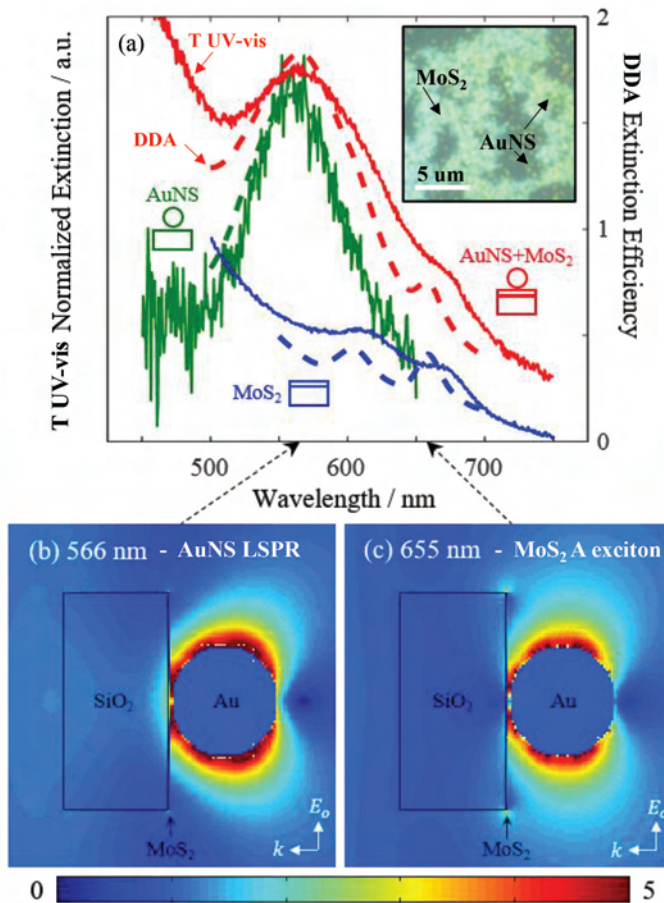 (a)
T UV-vis
DDA
AuNS
MoS₂
AuNS+MoS₂
MoS₂
AuNS
5 um
T UV-vis Normalized Extinction / a.u.
DDA Extinction Efficiency
2
1
0
500 600 700
Wavelength / nm
(b) 566 nm - AuNS LSPR
SiO₂
Au
MoS₂
E₀
k
(c) 655 nm - MoS₂ A exciton
SiO₂
Au
MoS₂
E₀
k
0 5